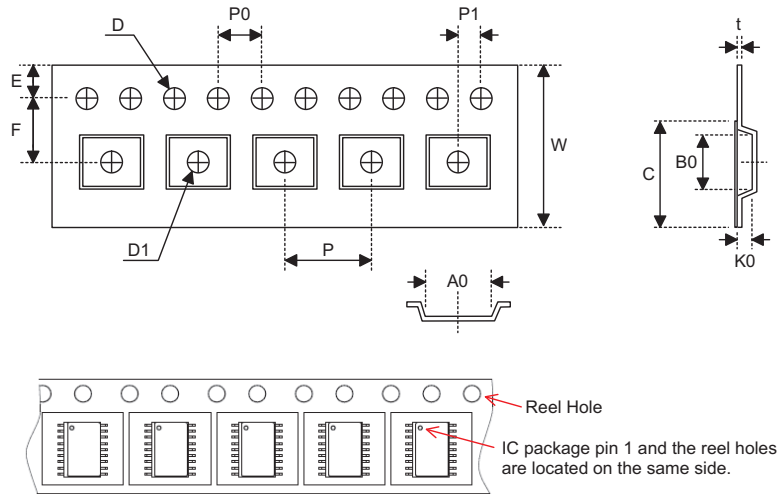 D
P0
P1
t
E
F
W
C
B0
D1
P
K0
A0
Reel Hole
IC package pin 1 and the reel holes
are located on the same side.